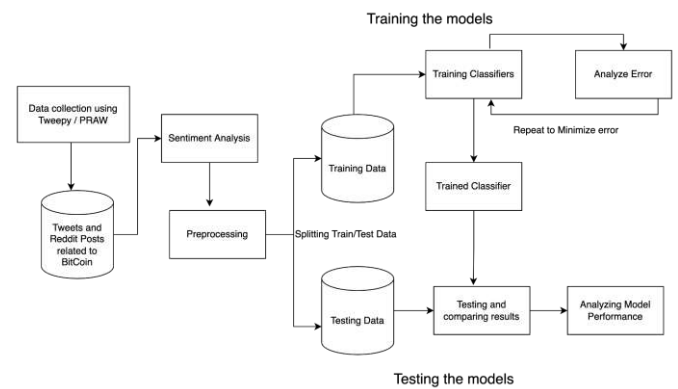 Training the models
Training Classifiers
Analyze Error
Data collection using
Tweepy / PRAW
Repeat to Minimize error
Sentiment Analysis
Training Data
Trained Classifier
Tweets and
Reddit Posts
related to
BitCoin
Preprocessing
Splitting Train/Test Data
Testing Data
Testing and
comparing results
Analyzing Model
Performance
Testing the models